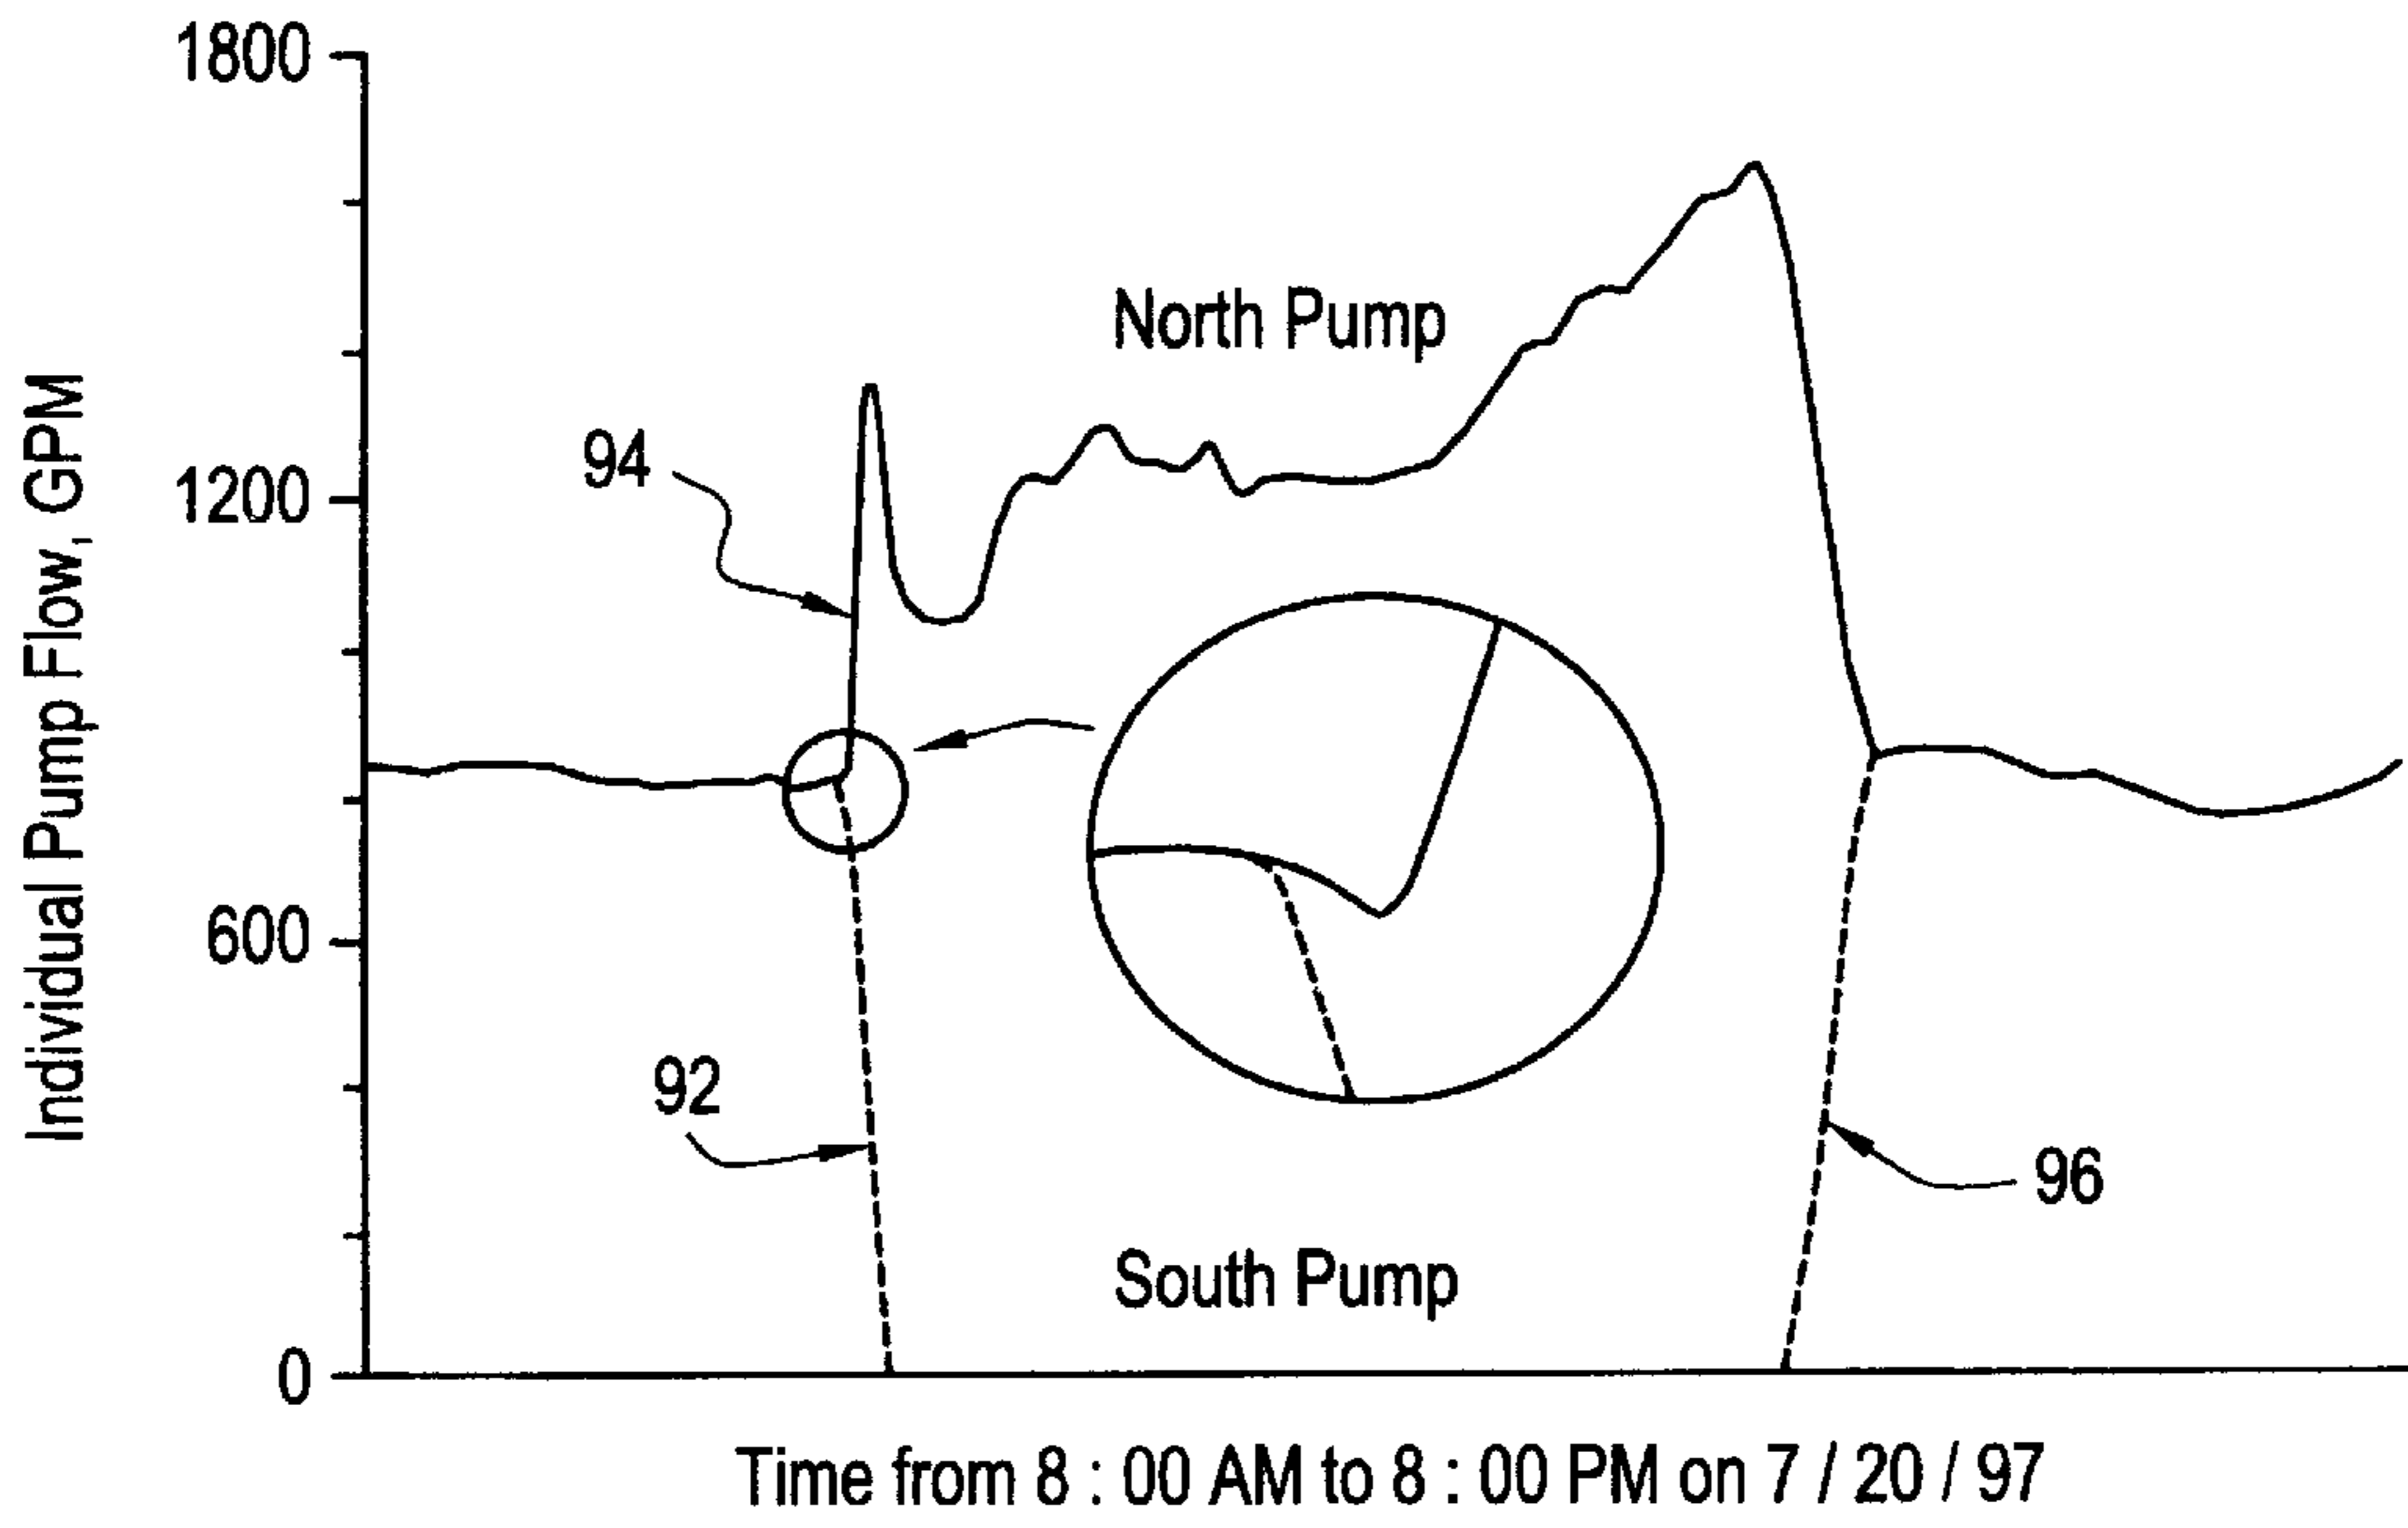 1800
1200
600
0
Individual Pump Flow, GPM
North Pump
94
92
96
South Pump
Time from 8 : 00 AM to 8 : 00 PM on 7 / 20 / 97